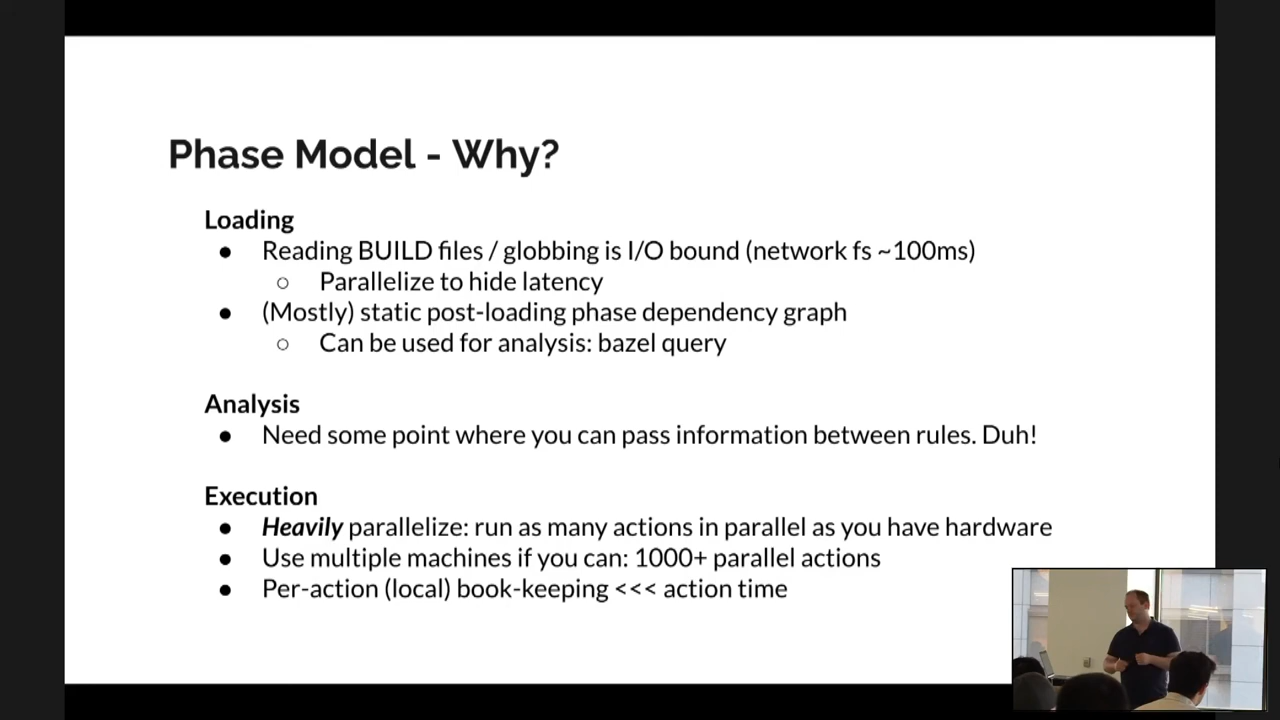 Phase Model - Why?
Loading
● Reading BUILD files / globbing is I/O bound (network fs ~100ms)
○ Parallelize to hide latency
● (Mostly) static post-loading phase dependency graph
○ Can be used for analysis: bazel query
Analysis
● Need some point where you can pass information between rules. Duh!
Execution
● Heavily parallelize: run as many actions in parallel as you have hardware
● Use multiple machines if you can: 1000+ parallel actions
● Per-action (local) book-keeping <<< action time